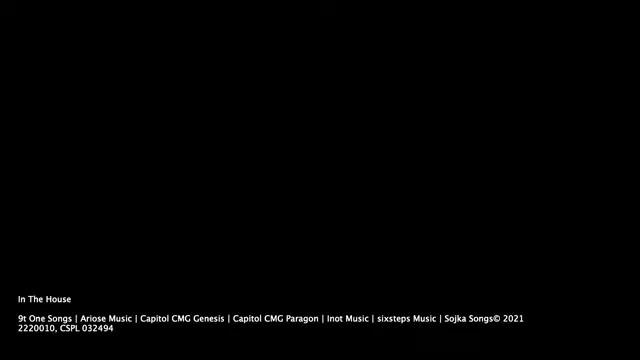 In The House
9t One Songs | Ariose Music | Capitol CMG Genesis | Capitol CMG Paragon | Inot Music | sixsteps Music | Sojka Songs© 2021
2220010, CSPL 032494